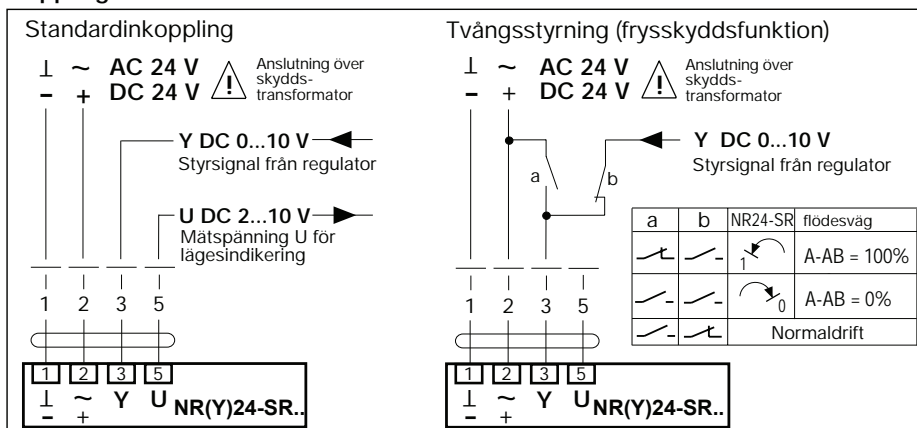 Standardinkoppling
⊥ ~ AC 24 V
- + DC 24 V
!
Anslutning över
skydds-
transformator
Y DC 0...10 V
Styrsignal från regulator
U DC 2...10 V
Mätspänning U för
lägesindikering
1 2 3 5
1 2 3 5
⊥ ~ Y U NR(Y)24-SR..
- +
Tvångsstyrning (frysskyddsfunktion)
⊥ ~ AC 24 V
- + DC 24 V
!
Anslutning över
skydds-
transformator
Y DC 0...10 V
Styrsignal från regulator
a b
a b NR24-SR flödesväg
1 A-AB = 100%
0 A-AB = 0%
Normaldrift
1 2 3 5
1 2 3 5
⊥ ~ Y U NR(Y)24-SR..
- +